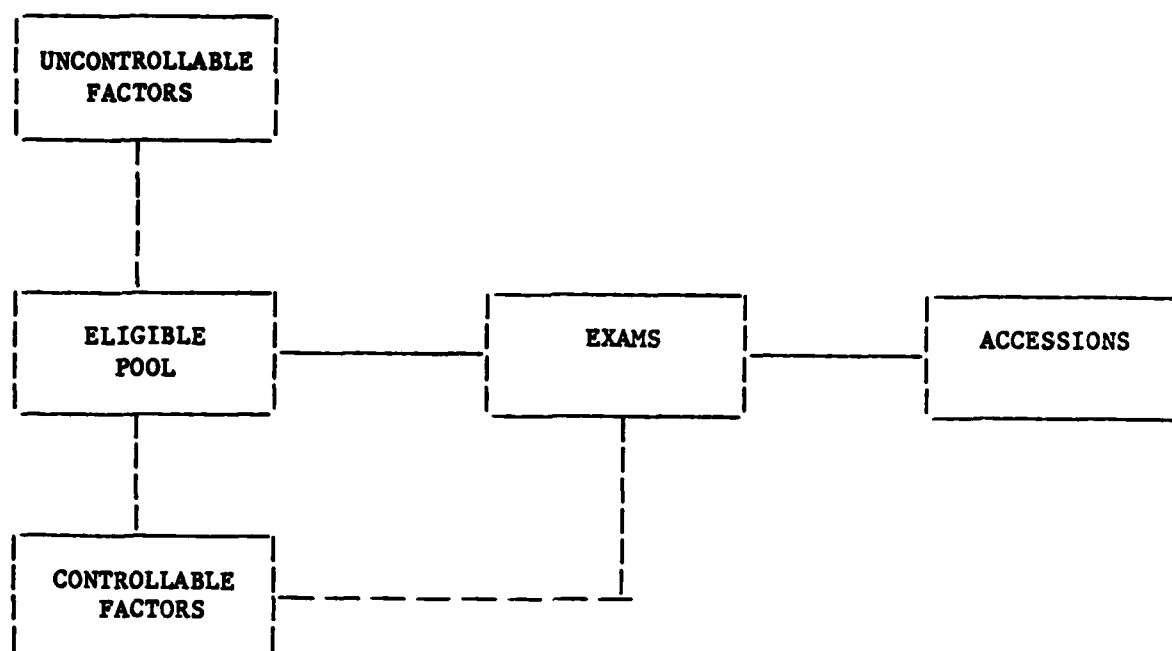 UNCONTROLLABLE
FACTORS
ELIGIBLE
POOL
EXAMS
ACCESSIONS
CONTROLLABLE
FACTORS